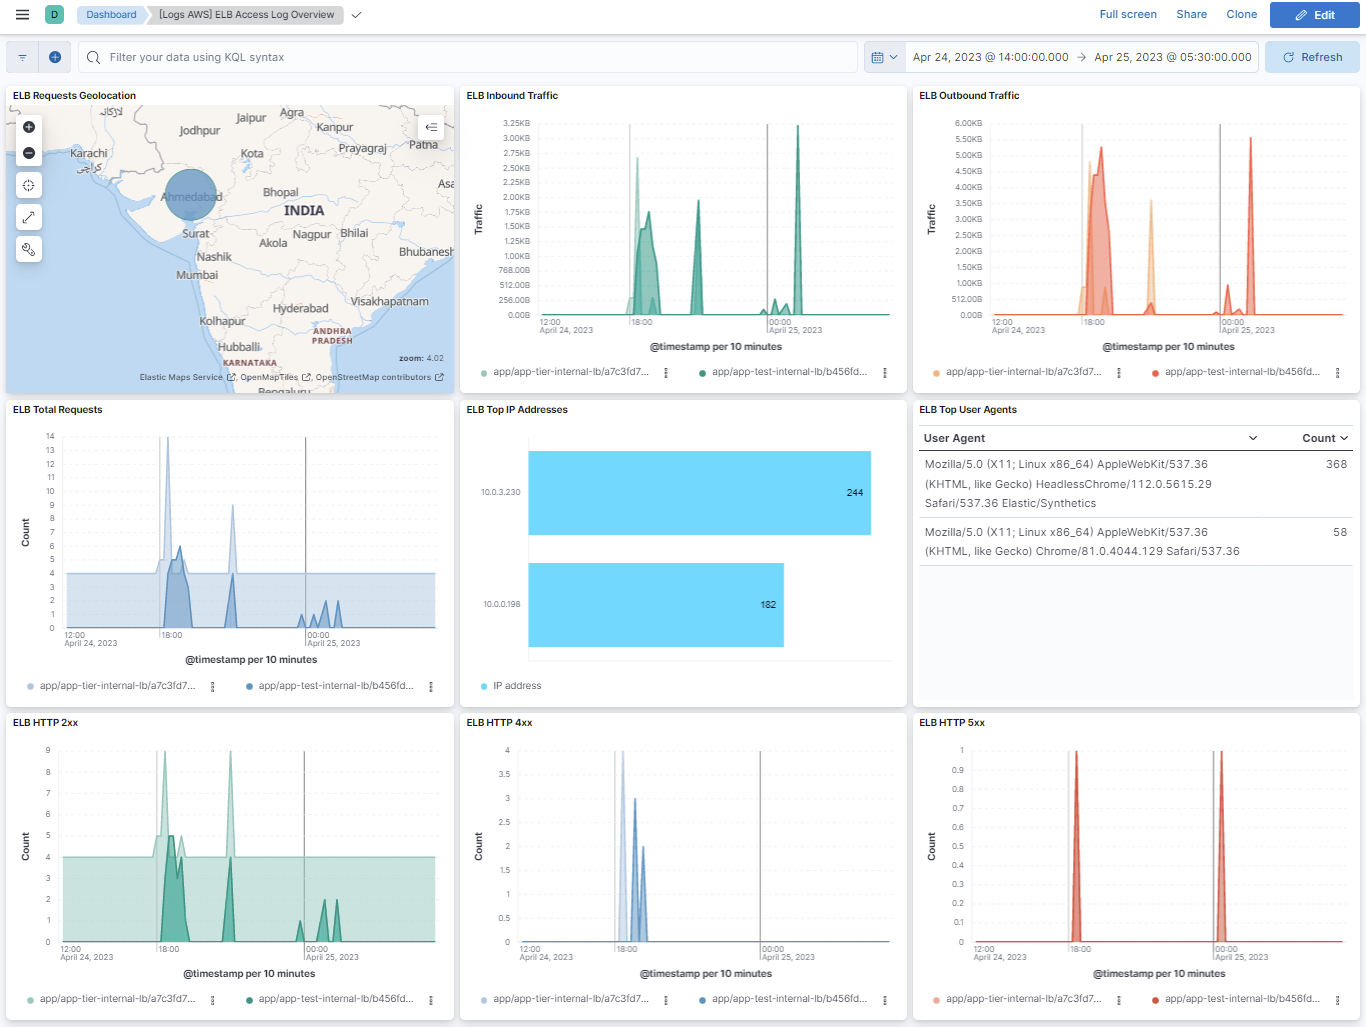 D Dashboard [Logs AWS] ELB Access Log Overview Full screen Share Clone Edit
Filter your data using KQL syntax Apr 24, 2023 @ 14:00:00.000 → Apr 25, 2023 @ 05:30:00.000 Refresh
ELB Requests Geolocation
Jaipur Agra
Jodhpur Kanpur
Karachi Kota Prayagraj Patna
كراچی
Ahmedabad Bhopal
INDIA
Surat Nagpur Bhilai
Akola
Nashik Bhubanesh
Mumbai
Visakhapatnam
Hyderabad
Kolhapur
ANDHRA
PRADESH
Hubballi
KARNATAKA zoom: 4.02
Elastic Maps Service , OpenMapTiles , OpenStreetMap contributors
Bengaluru
ELB Inbound Traffic
Traffic
3.25KB
3.00KB
2.75KB
2.50KB
2.25KB
2.00KB
1.75KB
1.50KB
1.25KB
1.00KB
768.00B
512.00B
256.00B
0.00B
12:00 18:00 00:00
April 24, 2023 April 25, 2023
@timestamp per 10 minutes
app/app-tier-internal-lb/a7c3fd7... app/app-test-internal-lb/b456fd...
ELB Outbound Traffic
Traffic
6.00KB
5.50KB
5.00KB
4.50KB
4.00KB
3.50KB
3.00KB
2.50KB
2.00KB
1.50KB
1.00KB
512.00B
0.00B
12:00 18:00 00:00
April 24, 2023 April 25, 2023
@timestamp per 10 minutes
app/app-tier-internal-lb/a7c3fd7... app/app-test-internal-lb/b456fd...
ELB Total Requests
Count
14
13
12
11
10
9
8
7
6
5
4
3
2
1
0
12:00 18:00 00:00
April 24, 2023 April 25, 2023
@timestamp per 10 minutes
app/app-tier-internal-lb/a7c3fd7... app/app-test-internal-lb/b456fd...
ELB Top IP Addresses
10.0.3.230 244
10.0.0.198 182
IP address
ELB Top User Agents
User Agent Count
Mozilla/5.0 (X11; Linux x86_64) AppleWebKit/537.36 368
(KHTML, like Gecko) HeadlessChrome/112.0.5615.29
Safari/537.36 Elastic/Synthetics
Mozilla/5.0 (X11; Linux x86_64) AppleWebKit/537.36 58
(KHTML, like Gecko) Chrome/81.0.4044.129 Safari/537.36
ELB HTTP 2xx
Count
9
8
7
6
5
4
3
2
1
0
12:00 18:00 00:00
April 24, 2023 April 25, 2023
@timestamp per 10 minutes
app/app-tier-internal-lb/a7c3fd7... app/app-test-internal-lb/b456fd...
ELB HTTP 4xx
Count
4
3.5
3
2.5
2
1.5
1
0.5
0
12:00 18:00 00:00
April 24, 2023 April 25, 2023
@timestamp per 10 minutes
app/app-tier-internal-lb/a7c3fd7... app/app-test-internal-lb/b456fd...
ELB HTTP 5xx
Count
1
0.9
0.8
0.7
0.6
0.5
0.4
0.3
0.2
0.1
0
12:00 18:00 00:00
April 24, 2023 April 25, 2023
@timestamp per 10 minutes
app/app-tier-internal-lb/a7c3fd7... app/app-test-internal-lb/b456fd...